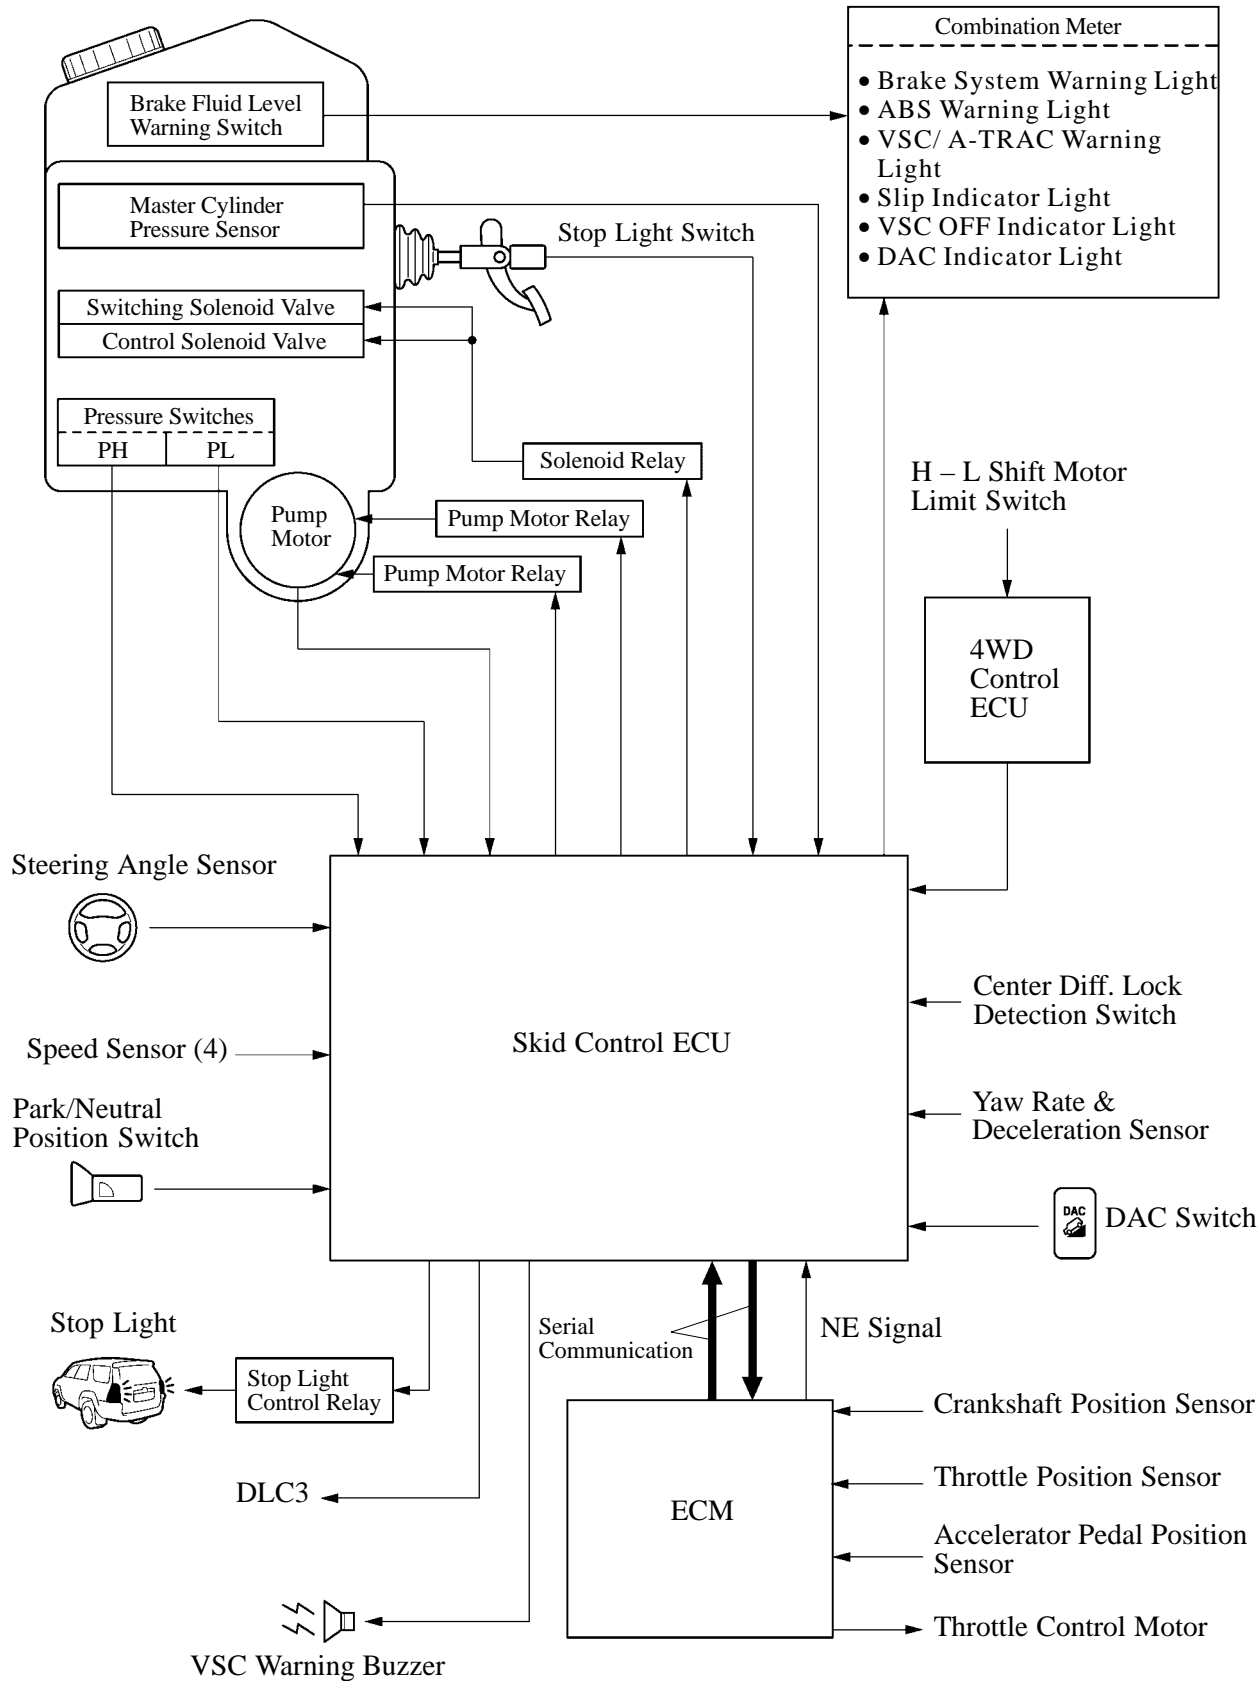 Combination Meter
• Brake System Warning Light
• ABS Warning Light
• VSC/ A-TRAC Warning
Light
• Slip Indicator Light
• VSC OFF Indicator Light
• DAC Indicator Light
Brake Fluid Level
Warning Switch
Master Cylinder
Pressure Sensor
Stop Light Switch
Switching Solenoid Valve
Control Solenoid Valve
Pressure Switches
PH
PL
Solenoid Relay
Pump
Motor
Pump Motor Relay
Pump Motor Relay
H – L Shift Motor
Limit Switch
4WD
Control
ECU
Steering Angle Sensor
Speed Sensor (4)
Park/Neutral
Position Switch
Skid Control ECU
Center Diff. Lock
Detection Switch
Yaw Rate &
Deceleration Sensor
DAC
DAC Switch
Stop Light
Stop Light
Control Relay
Serial
Communication
NE Signal
DLC3
ECM
Crankshaft Position Sensor
Throttle Position Sensor
Accelerator Pedal Position
Sensor
Throttle Control Motor
VSC Warning Buzzer